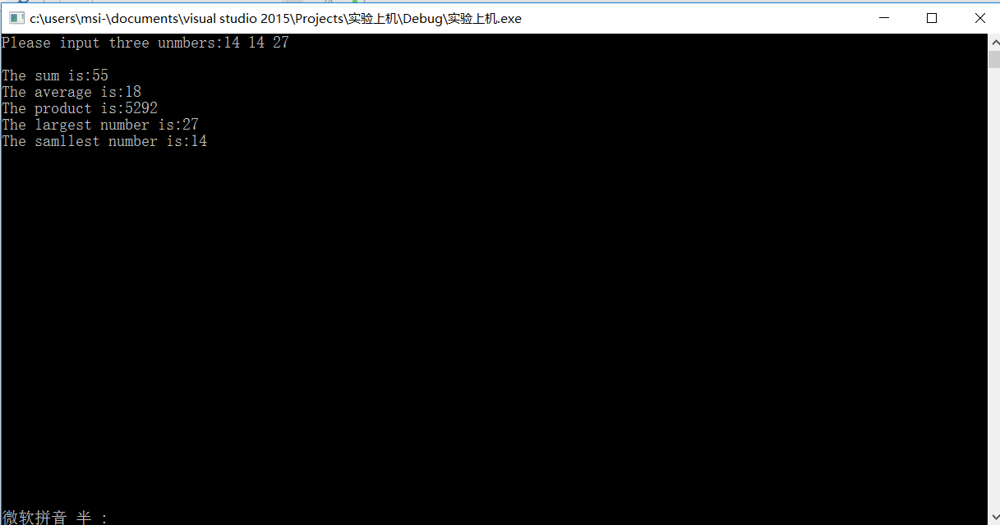 c:\users\msi-\documents\visual studio 2015\Projects\实验上机\Debug\实验上机.exe
Please input three unmbers:14 14 27
The sum is:55
The average is:18
The product is:5292
The largest number is:27
The samllest number is:14
微软拼音 半 :